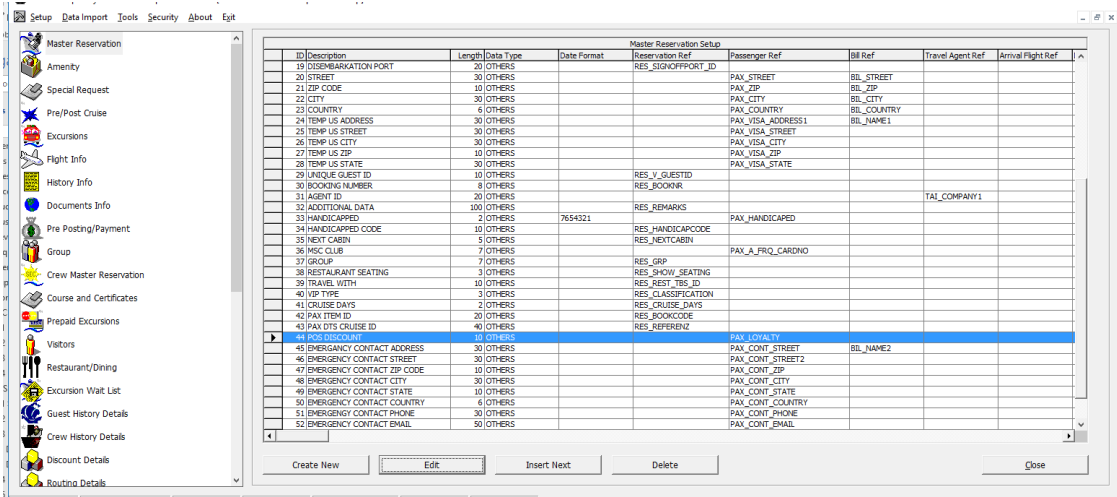 Setup Data Import Tools Security About Exit
Master Reservation
Amenity
Special Request
Pre/Post Cruise
Excursions
Flight Info
History Info
Documents Info
Pre Posting/Payment
Group
Crew Master Reservation
Course and Certificates
Prepaid Excursions
Visitors
Restaurant/Dining
Excursion Wait List
Guest History Details
Crew History Details
Discount Details
Routing Details
Master Reservation Setup
ID Description Length Data Type Date Format Reservation Ref Passenger Ref Bill Ref Travel Agent Ref Arrival Flight Ref
19 DISEMBARKATION PORT 20 OTHERS RES_SIGNOFFPORT_ID
20 STREET 30 OTHERS PAX_STREET BIL_STREET
21 ZIP CODE 10 OTHERS PAX_ZIP BIL_ZIP
22 CITY 30 OTHERS PAX_CITY BIL_CITY
23 COUNTRY 6 OTHERS PAX_COUNTRY BIL_COUNTRY
24 TEMP US ADDRESS 30 OTHERS PAX_VISA_ADDRESS1 BIL_NAME1
25 TEMP US STREET 30 OTHERS PAX_VISA_STREET
26 TEMP US CITY 30 OTHERS PAX_VISA_CITY
27 TEMP US ZIP 10 OTHERS PAX_VISA_ZIP
28 TEMP US STATE 30 OTHERS PAX_VISA_STATE
29 UNIQUE GUEST ID 10 OTHERS RES_V_GUESTID
30 BOOKING NUMBER 8 OTHERS RES_BOOKNR
31 AGENT ID 20 OTHERS TAI_COMPANY1
32 ADDITIONAL DATA 100 OTHERS RES_REMARKS
33 HANDICAPPED 2 OTHERS 7654321 PAX_HANDICAPED
34 HANDICAPPED CODE 10 OTHERS RES_HANDICAPCODE
35 NEXT CABIN 5 OTHERS RES_NEXTCABIN
36 MSC CLUB 7 OTHERS PAX_A_FRQ_CARDNO
37 GROUP 7 OTHERS RES_GRP
38 RESTAURANT SEATING 3 OTHERS RES_SHOW_SEATING
39 TRAVEL WITH 10 OTHERS RES_REST_TBS_ID
40 VIP TYPE 3 OTHERS RES_CLASSIFICATION
41 CRUISE DAYS 2 OTHERS RES_CRUISE_DAYS
42 PAX ITEM ID 20 OTHERS RES_BOOKCODE
43 PAX DTS CRUISE ID 40 OTHERS RES_REFERENZ
44 POS DISCOUNT 10 OTHERS PAX_LOYALTY
45 EMERGANCY CONTACT ADDRESS 30 OTHERS PAX_CONT_STREET BIL_NAME2
46 EMERGENCY CONTACT STREET 30 OTHERS PAX_CONT_STREET2
47 EMERGENCY CONTACT ZIP CODE 10 OTHERS PAX_CONT_ZIP
48 EMERGENCY CONTACT CITY 30 OTHERS PAX_CONT_CITY
49 EMERGENCY CONTACT STATE 10 OTHERS PAX_CONT_STATE
50 EMERGENCY CONTACT COUNTRY 6 OTHERS PAX_CONT_COUNTRY
51 EMERGENGY CONTACT PHONE 30 OTHERS PAX_CONT_PHONE
52 EMERGENCY CONTACT EMAIL 50 OTHERS PAX_CONT_EMAIL
Create New Edit Insert Next Delete Close